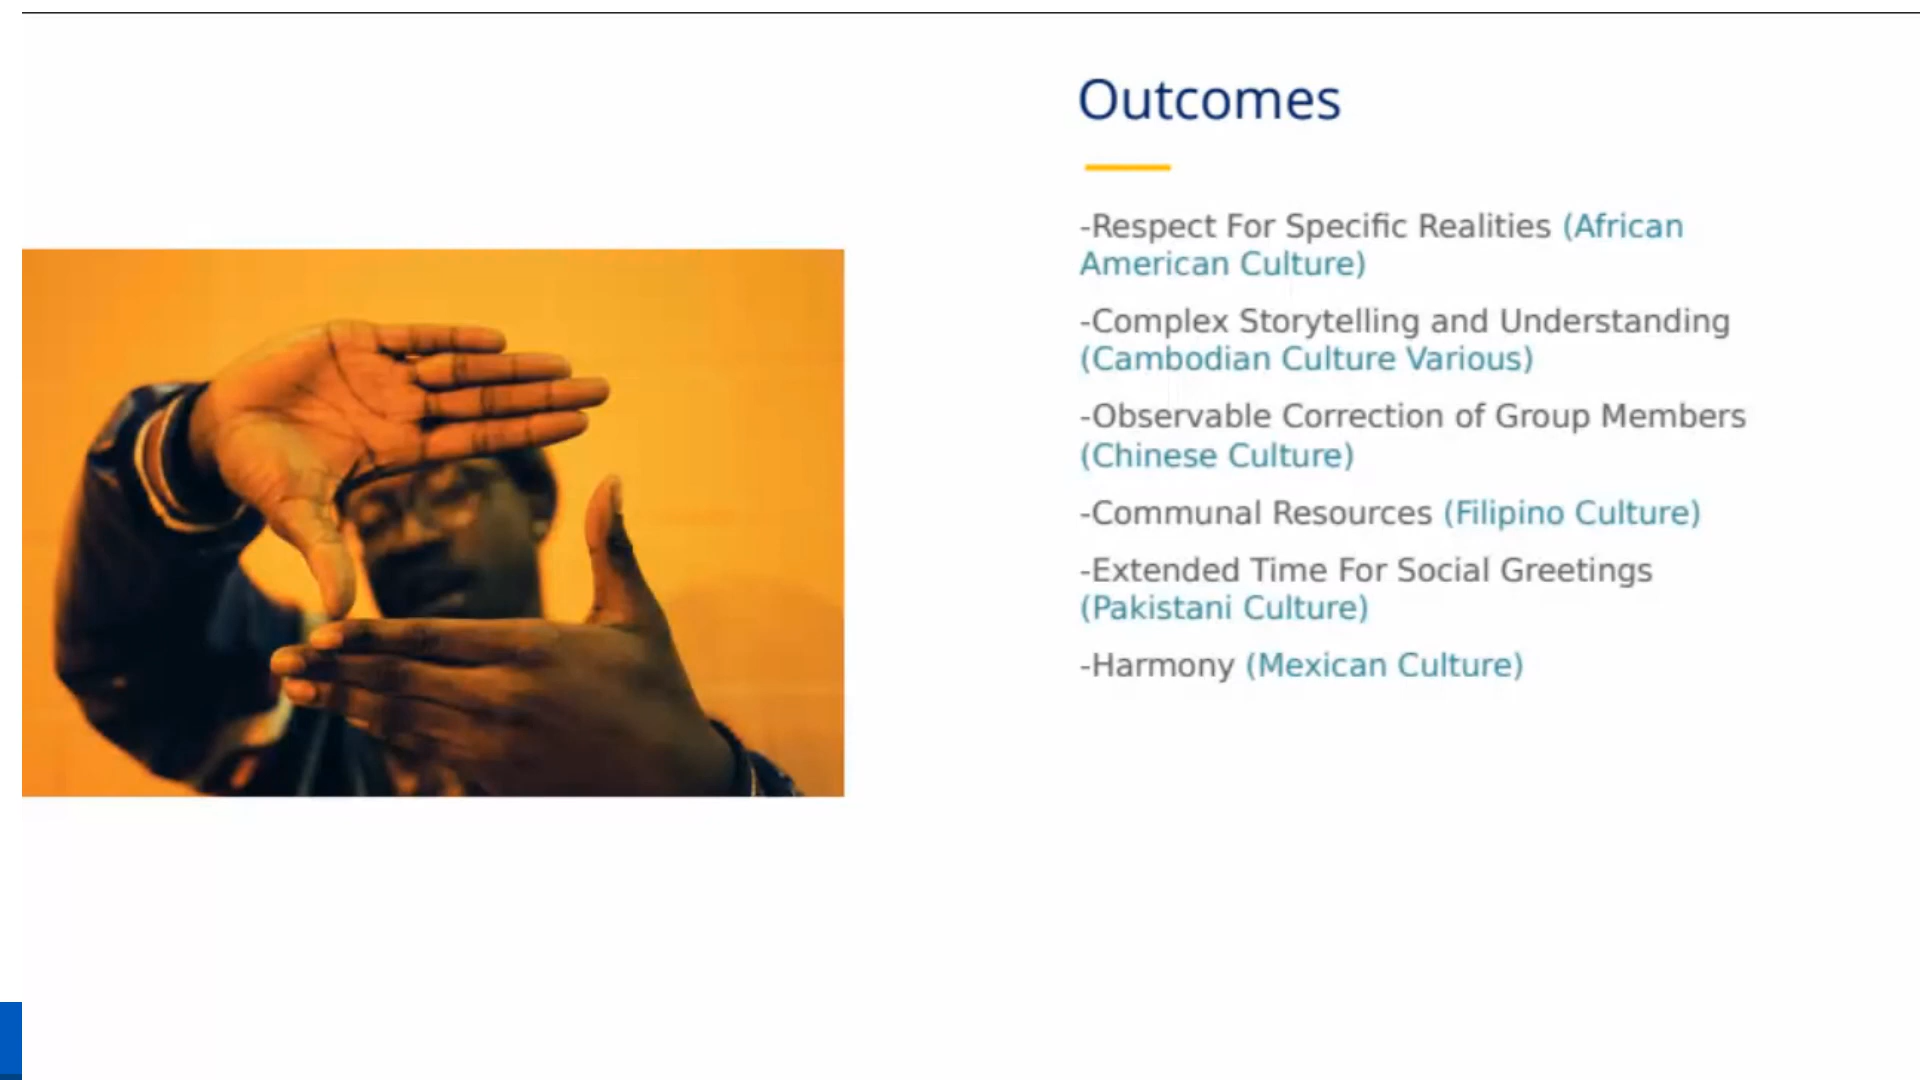 Outcomes
-Respect For Specific Realities (African
American Culture)
-Complex Storytelling and Understanding
(Cambodian Culture Various)
-Observable Correction of Group Members
(Chinese Culture)
-Communal Resources (Filipino Culture)
-Extended Time For Social Greetings
(Pakistani Culture)
-Harmony (Mexican Culture)